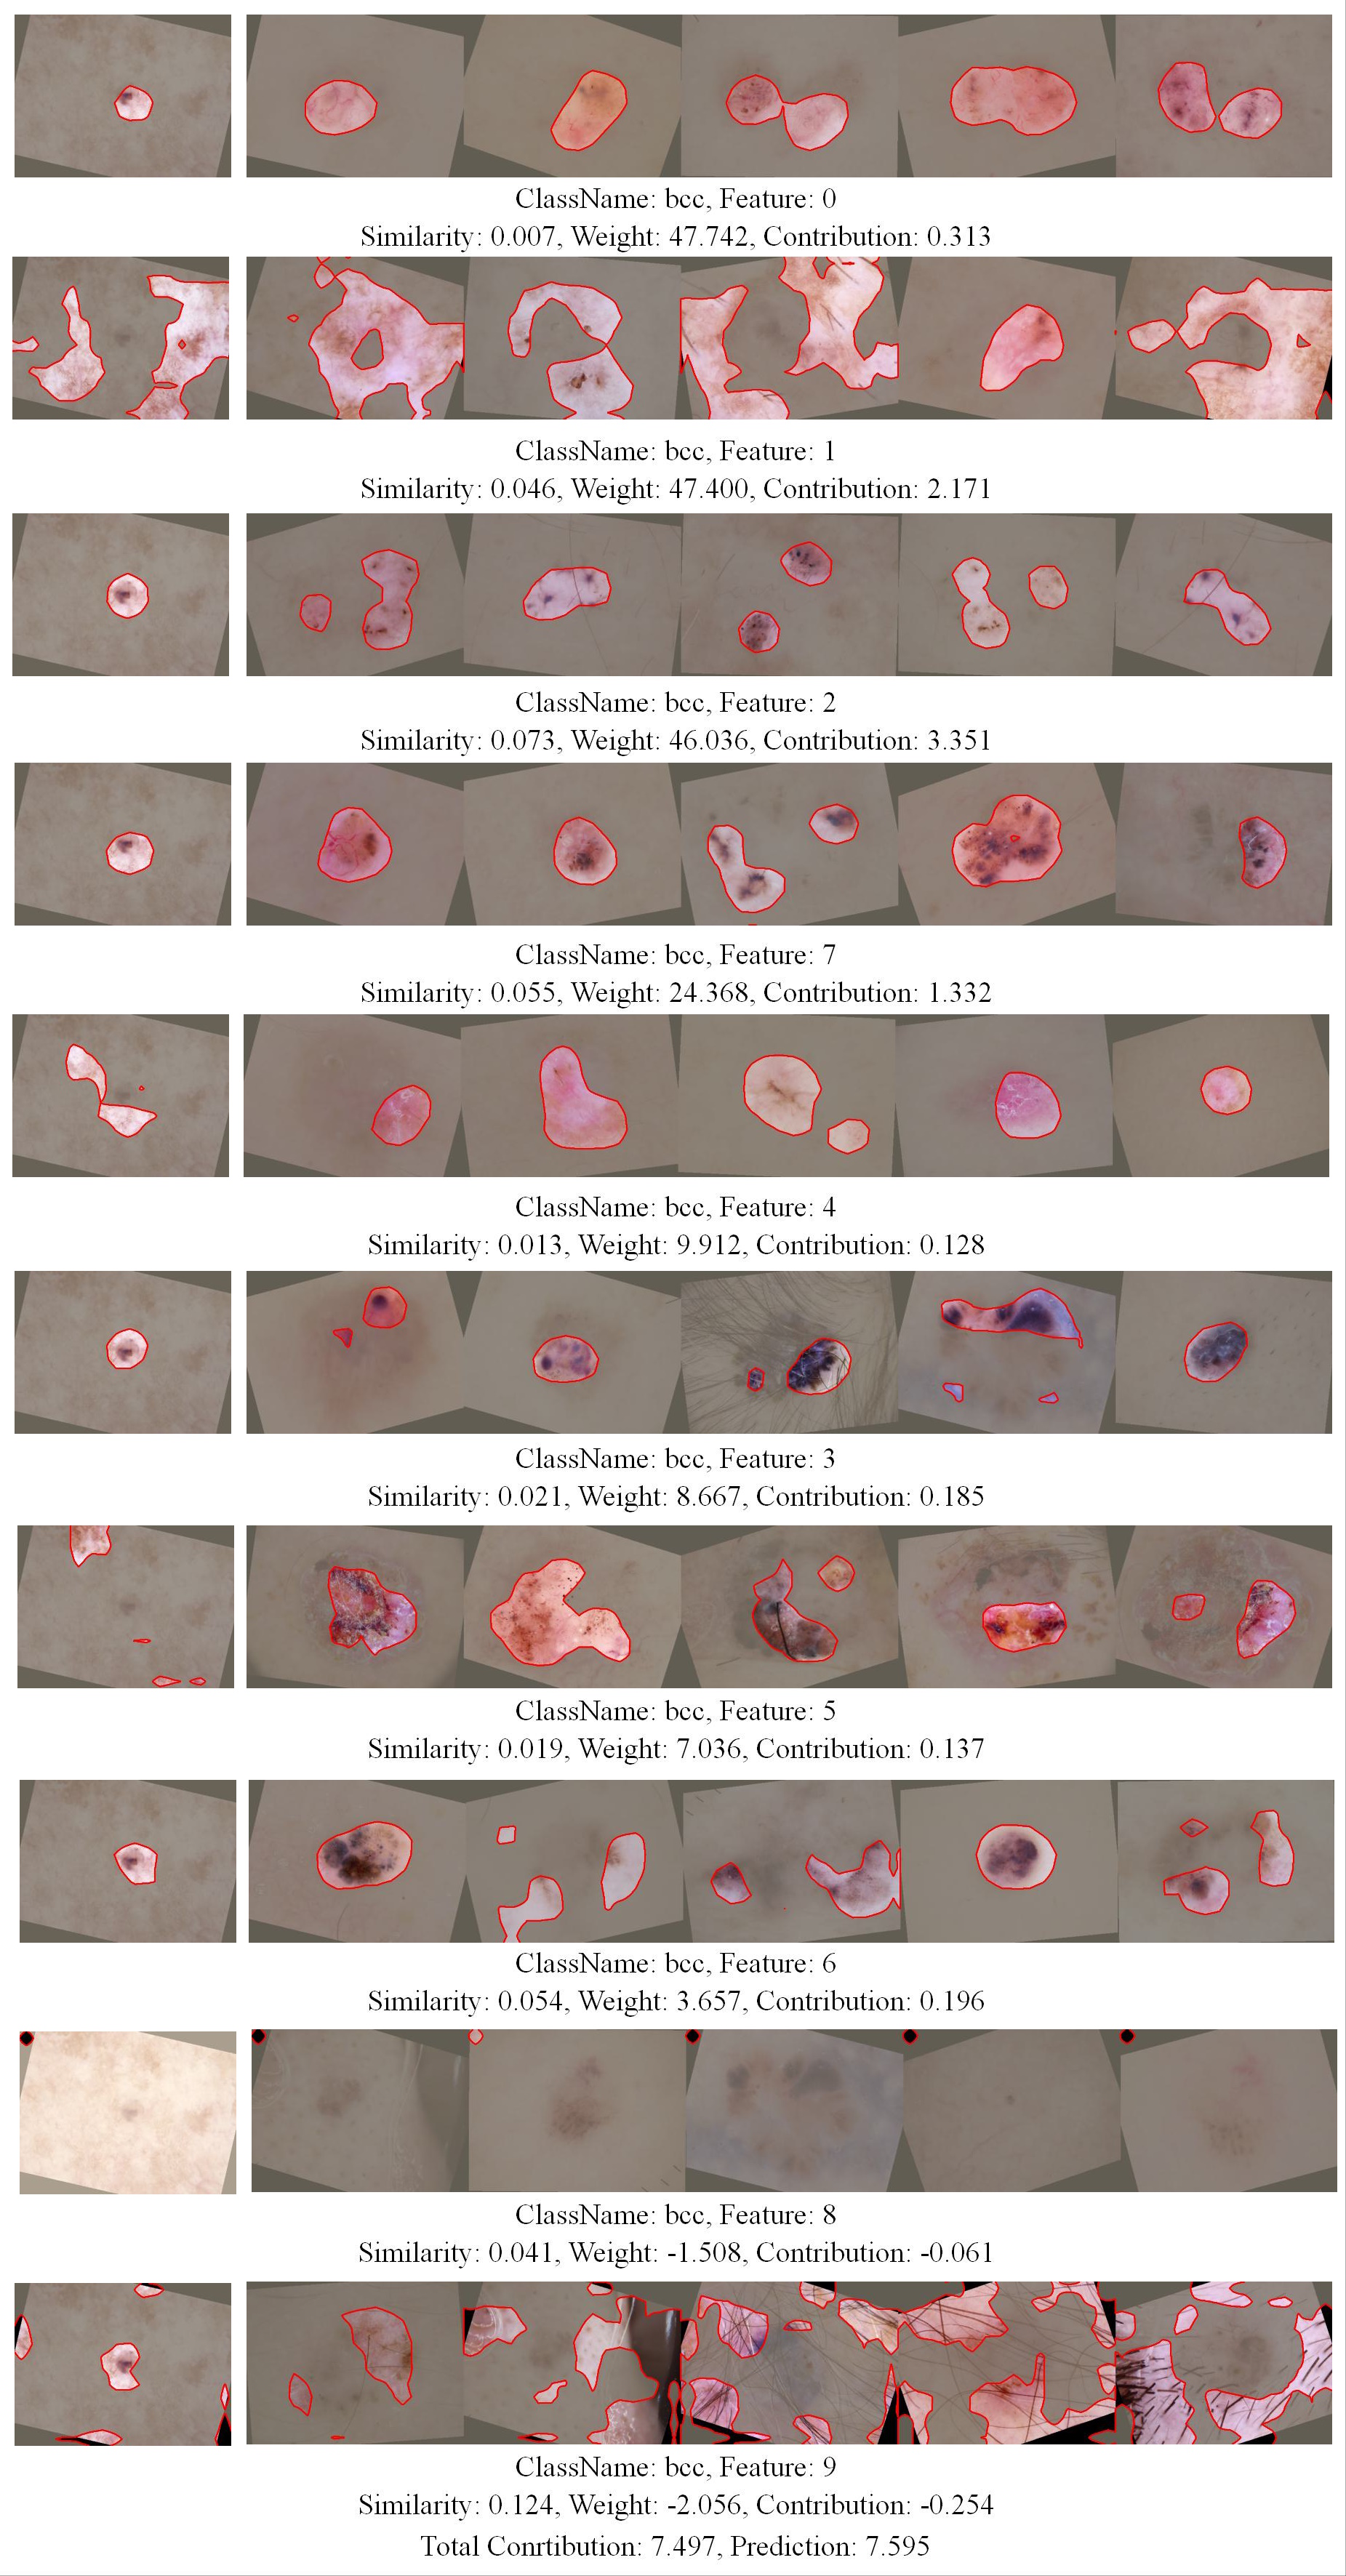 ClassName: bcc, Feature: 0
Similarity: 0.007, Weight: 47.742, Contribution: 0.313
ClassName: bcc, Feature: 1
Similarity: 0.046, Weight: 47.400, Contribution: 2.171
ClassName: bcc, Feature: 2
Similarity: 0.073, Weight: 46.036, Contribution: 3.351
ClassName: bcc, Feature: 7
Similarity: 0.055, Weight: 24.368, Contribution: 1.332
ClassName: bcc, Feature: 4
Similarity: 0.013, Weight: 9.912, Contribution: 0.128
ClassName: bcc, Feature: 3
Similarity: 0.021, Weight: 8.667, Contribution: 0.185
ClassName: bcc, Feature: 5
Similarity: 0.019, Weight: 7.036, Contribution: 0.137
ClassName: bcc, Feature: 6
Similarity: 0.054, Weight: 3.657, Contribution: 0.196
ClassName: bcc, Feature: 8
Similarity: 0.041, Weight: -1.508, Contribution: -0.061
ClassName: bcc, Feature: 9
Similarity: 0.124, Weight: -2.056, Contribution: -0.254
Total Conrtibution: 7.497, Prediction: 7.595